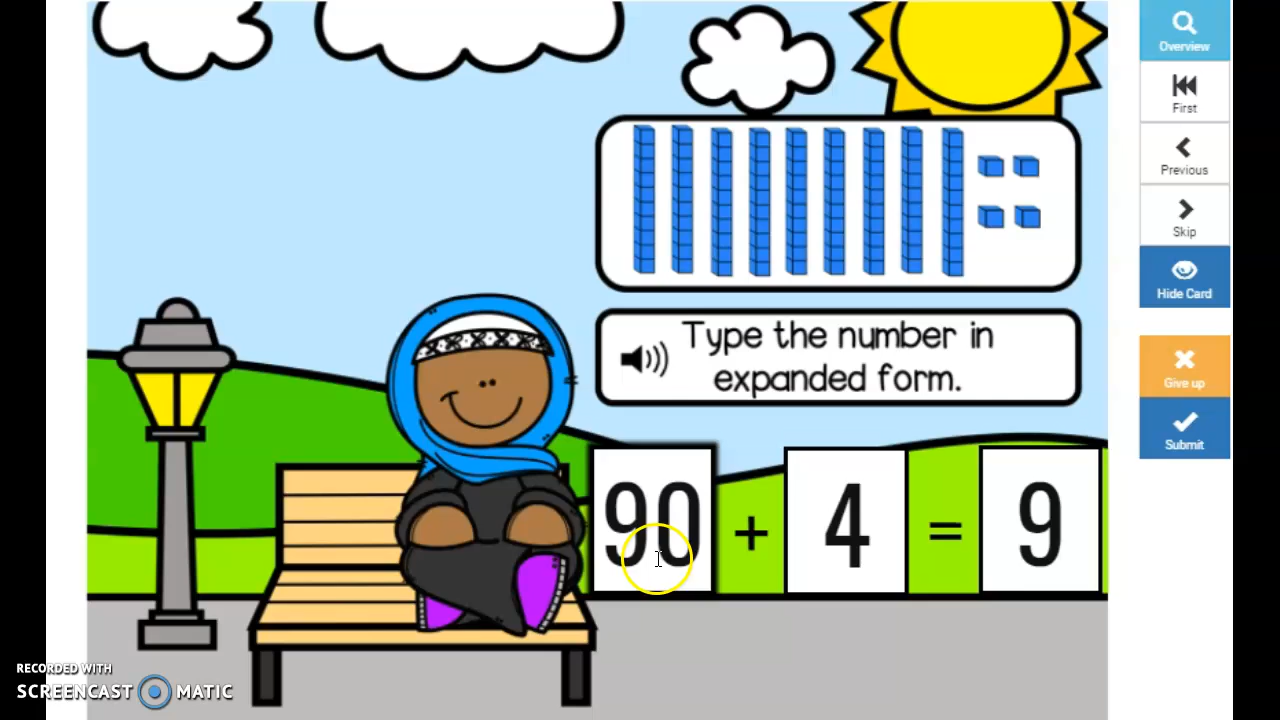 Overview
First
Previous
Skip
Hide Card
Give up
Submit
Type the number in
expanded form.
90 + 4 = 9
RECORDED WITH
SCREENCAST MATIC